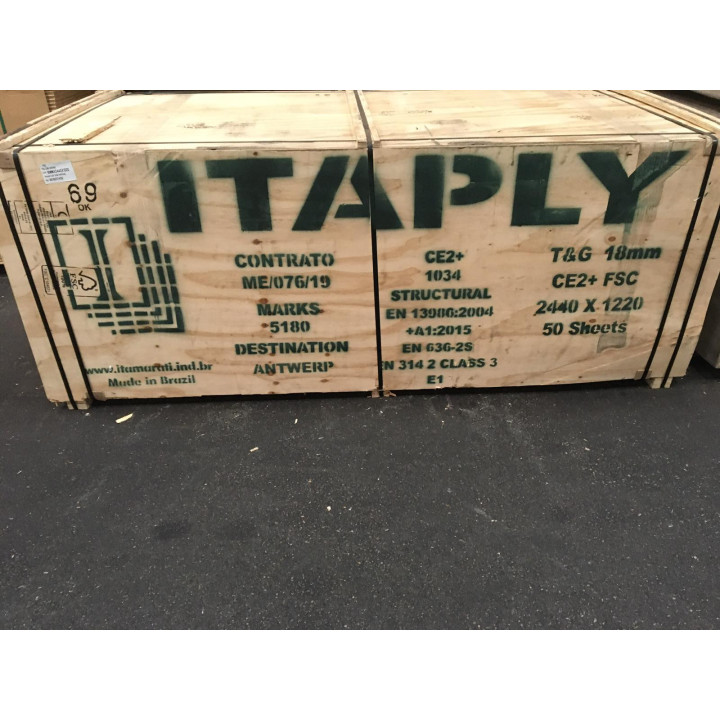 ITAPLY
69
OK
CONTRATO
ME/076/19
MARKS
5180
DESTINATION
ANTWERP
CE2+
1034
STRUCTURAL
EN 13986:2004
+A1:2015
EN 636-2S
EN 314 2 CLASS 3
E1
T&G 18mm
CE2+ FSC
2440 X 1220
50 Sheets
FSC
www.itamarati.ind.br
Made in Brazil